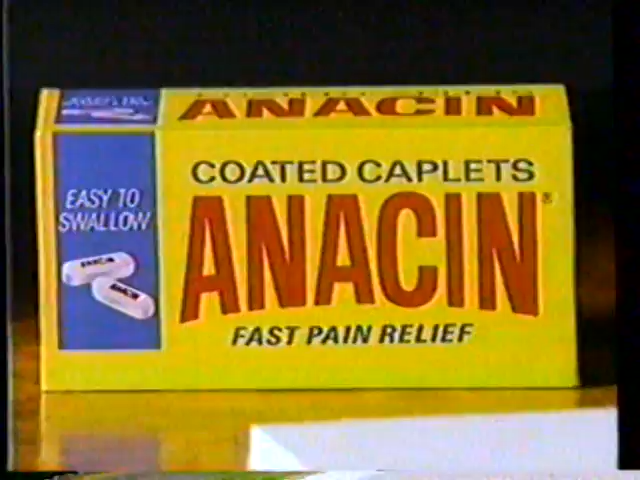 ANACIN
EASY TO
SWALLOW
COATED CAPLETS
ANACIN®
FAST PAIN RELIEF